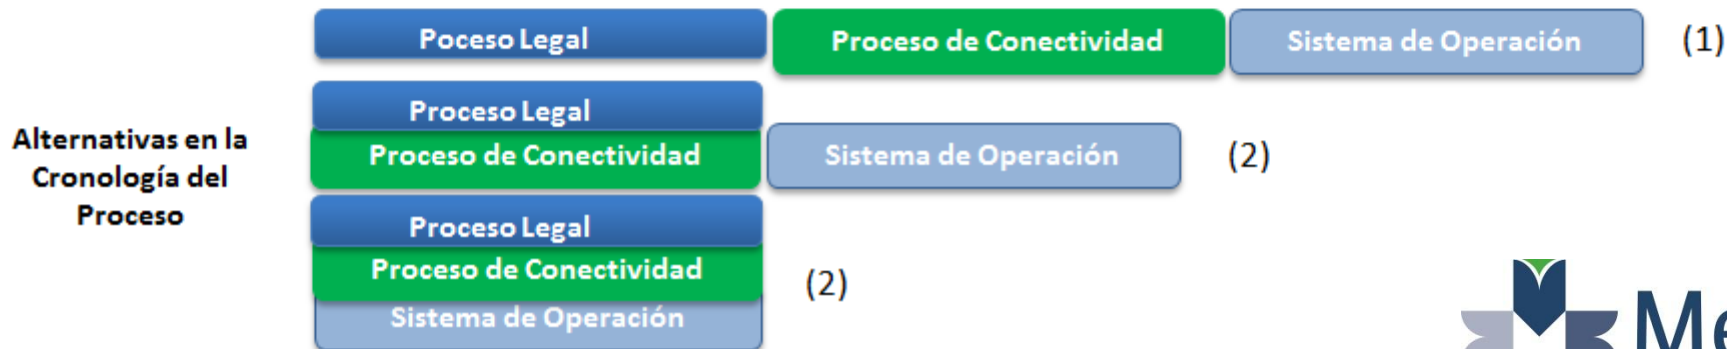 Poceso Legal
Proceso de Conectividad
Sistema de Operación
(1)
Proceso Legal
Alternativas en la
Cronología del
Proceso
Proceso de Conectividad
Sistema de Operación
(2)
Proceso Legal
Proceso de Conectividad
(2)
Sistema de Operación